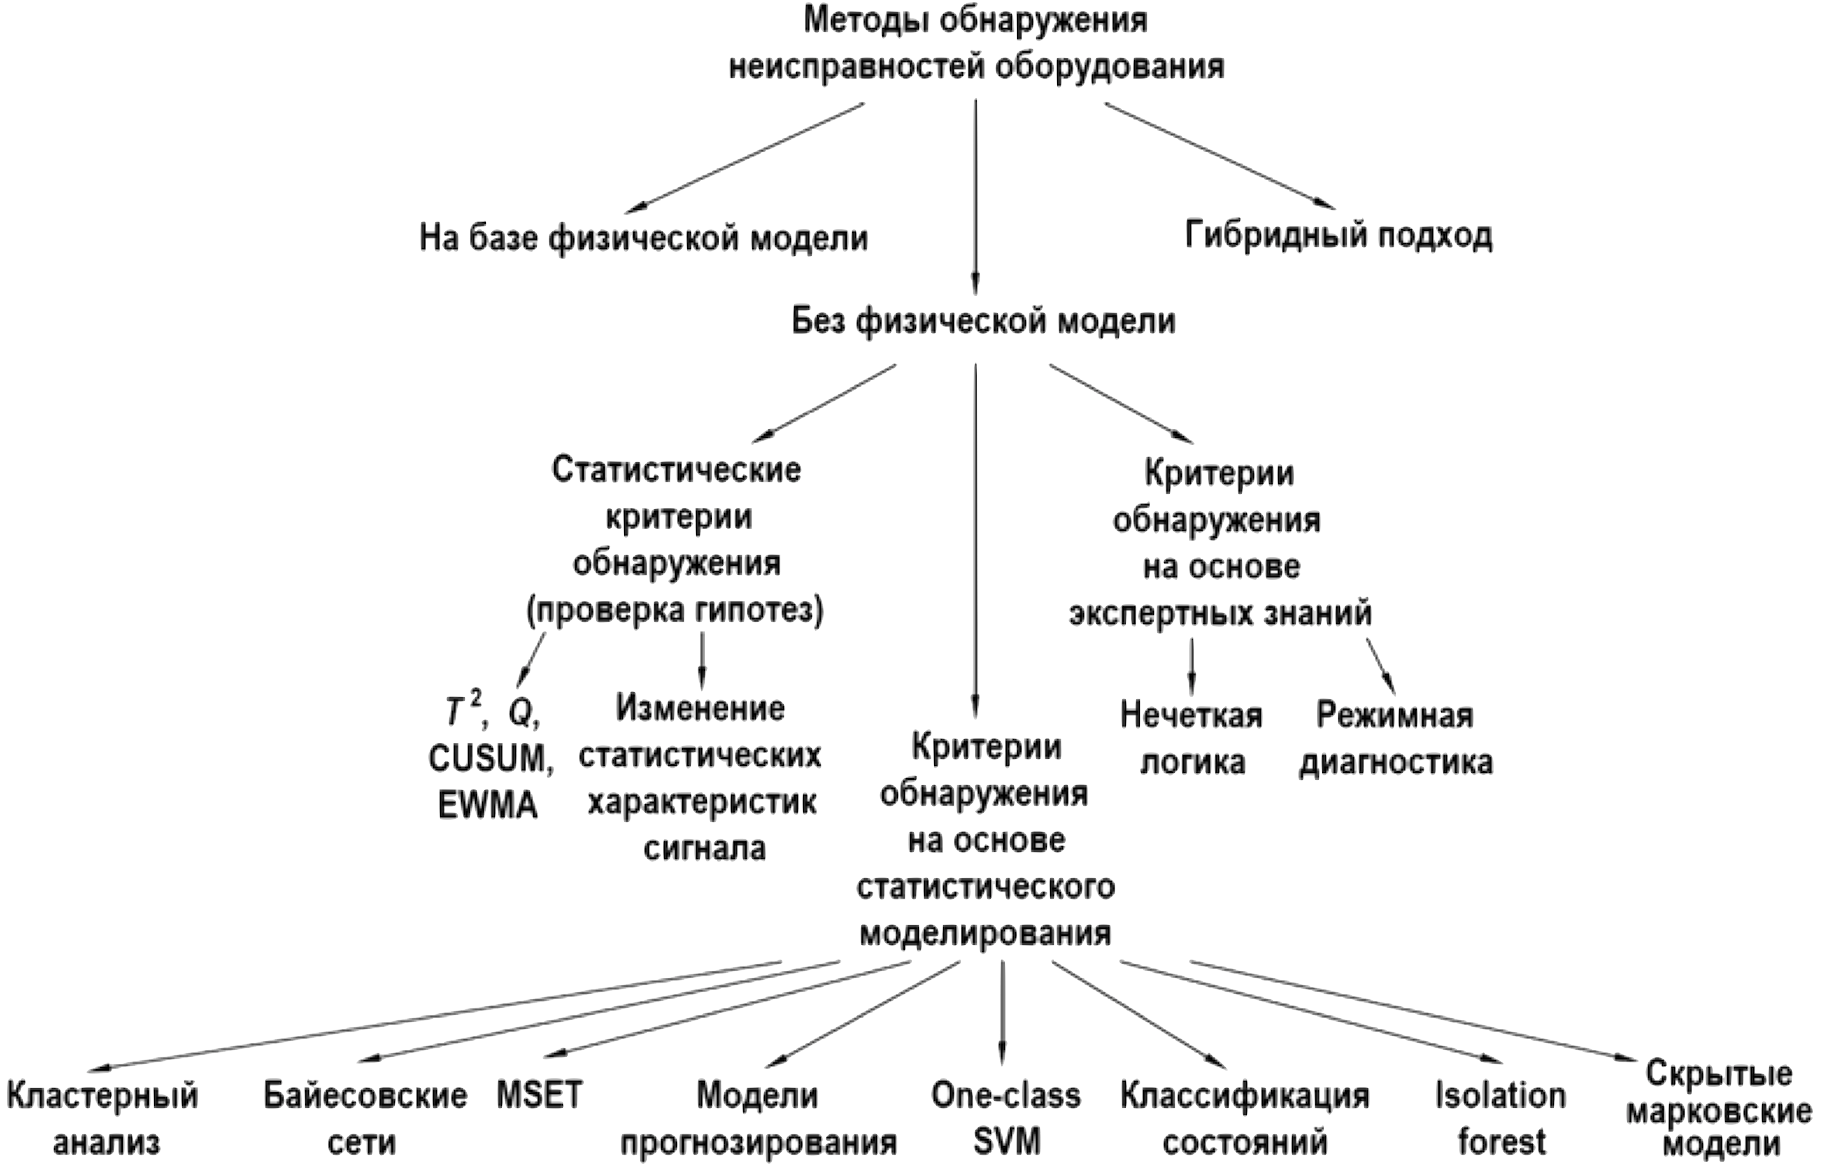 Методы обнаружения
неисправностей оборудования
На базе физической модели
Гибридный подход
Без физической модели
Статистические
критерии
обнаружения
(проверка гипотез)
Критерии
обнаружения
на основе
экспертных знаний
T², Q,
CUSUM,
EWMA
Изменение
статистических
характеристик
сигнала
Нечеткая
логика
Режимная
диагностика
Критерии
обнаружения
на основе
статистического
моделирования
Кластерный
анализ
Байесовские
сети
MSET
Модели
прогнозирования
One-class
SVM
Классификация
состояний
Isolation
forest
Скрытые
марковские
модели